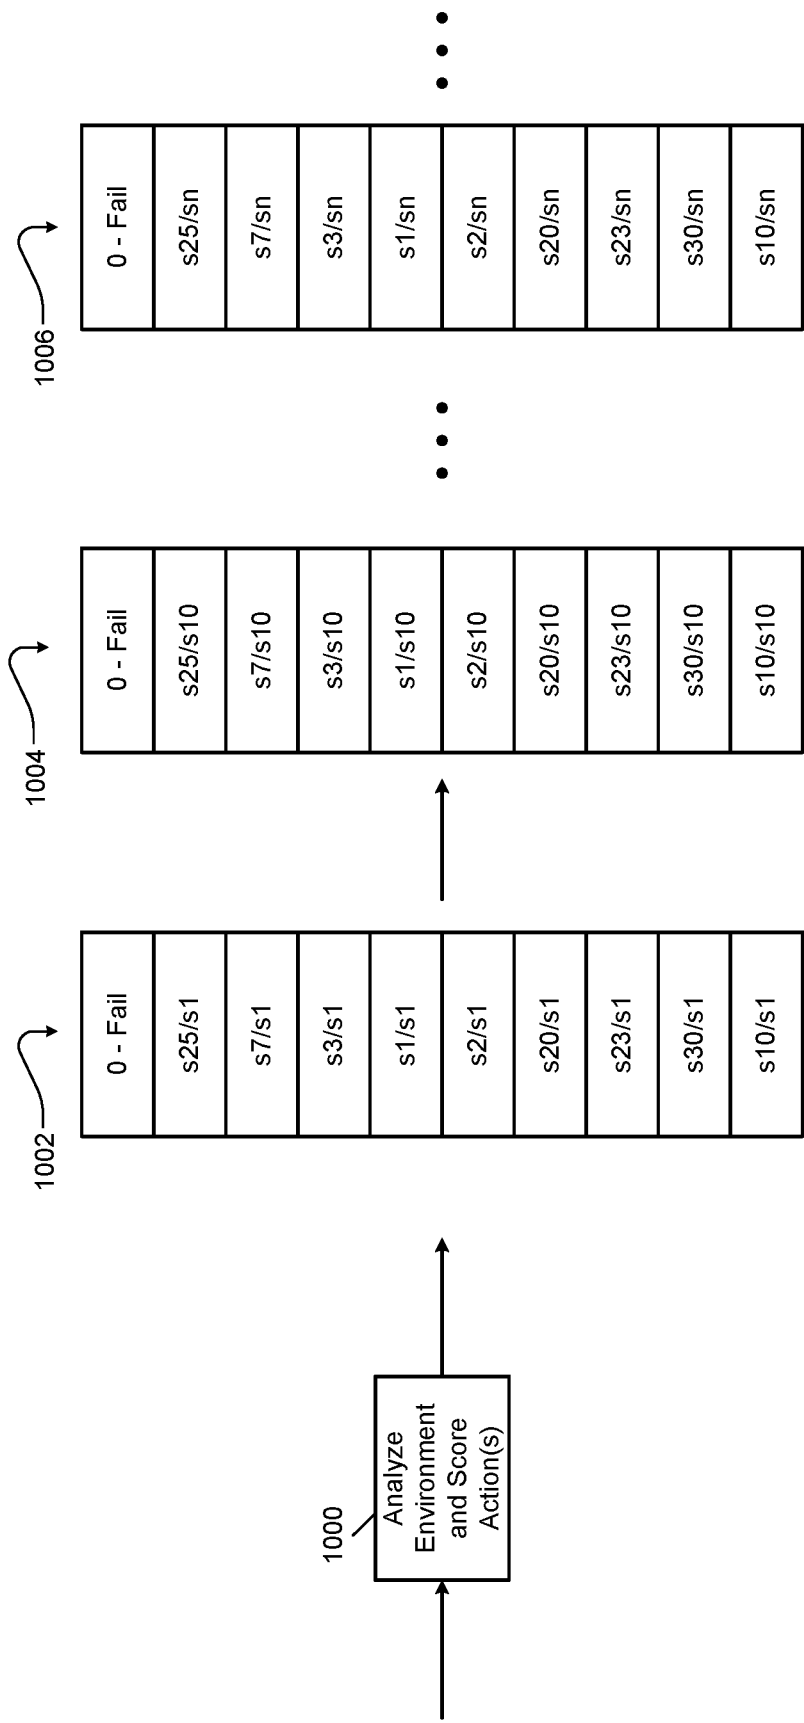 1000
Analyze
Environment
and Score
Action(s)
1002
0 - Fail
s25/s1
s7/s1
s3/s1
s1/s1
s2/s1
s20/s1
s23/s1
s30/s1
s10/s1
1004
0 - Fail
s25/s10
s7/s10
s3/s10
s1/s10
s2/s10
s20/s10
s23/s10
s30/s10
s10/s10
1006
0 - Fail
s25/sn
s7/sn
s3/sn
s1/sn
s2/sn
s20/sn
s23/sn
s30/sn
s10/sn